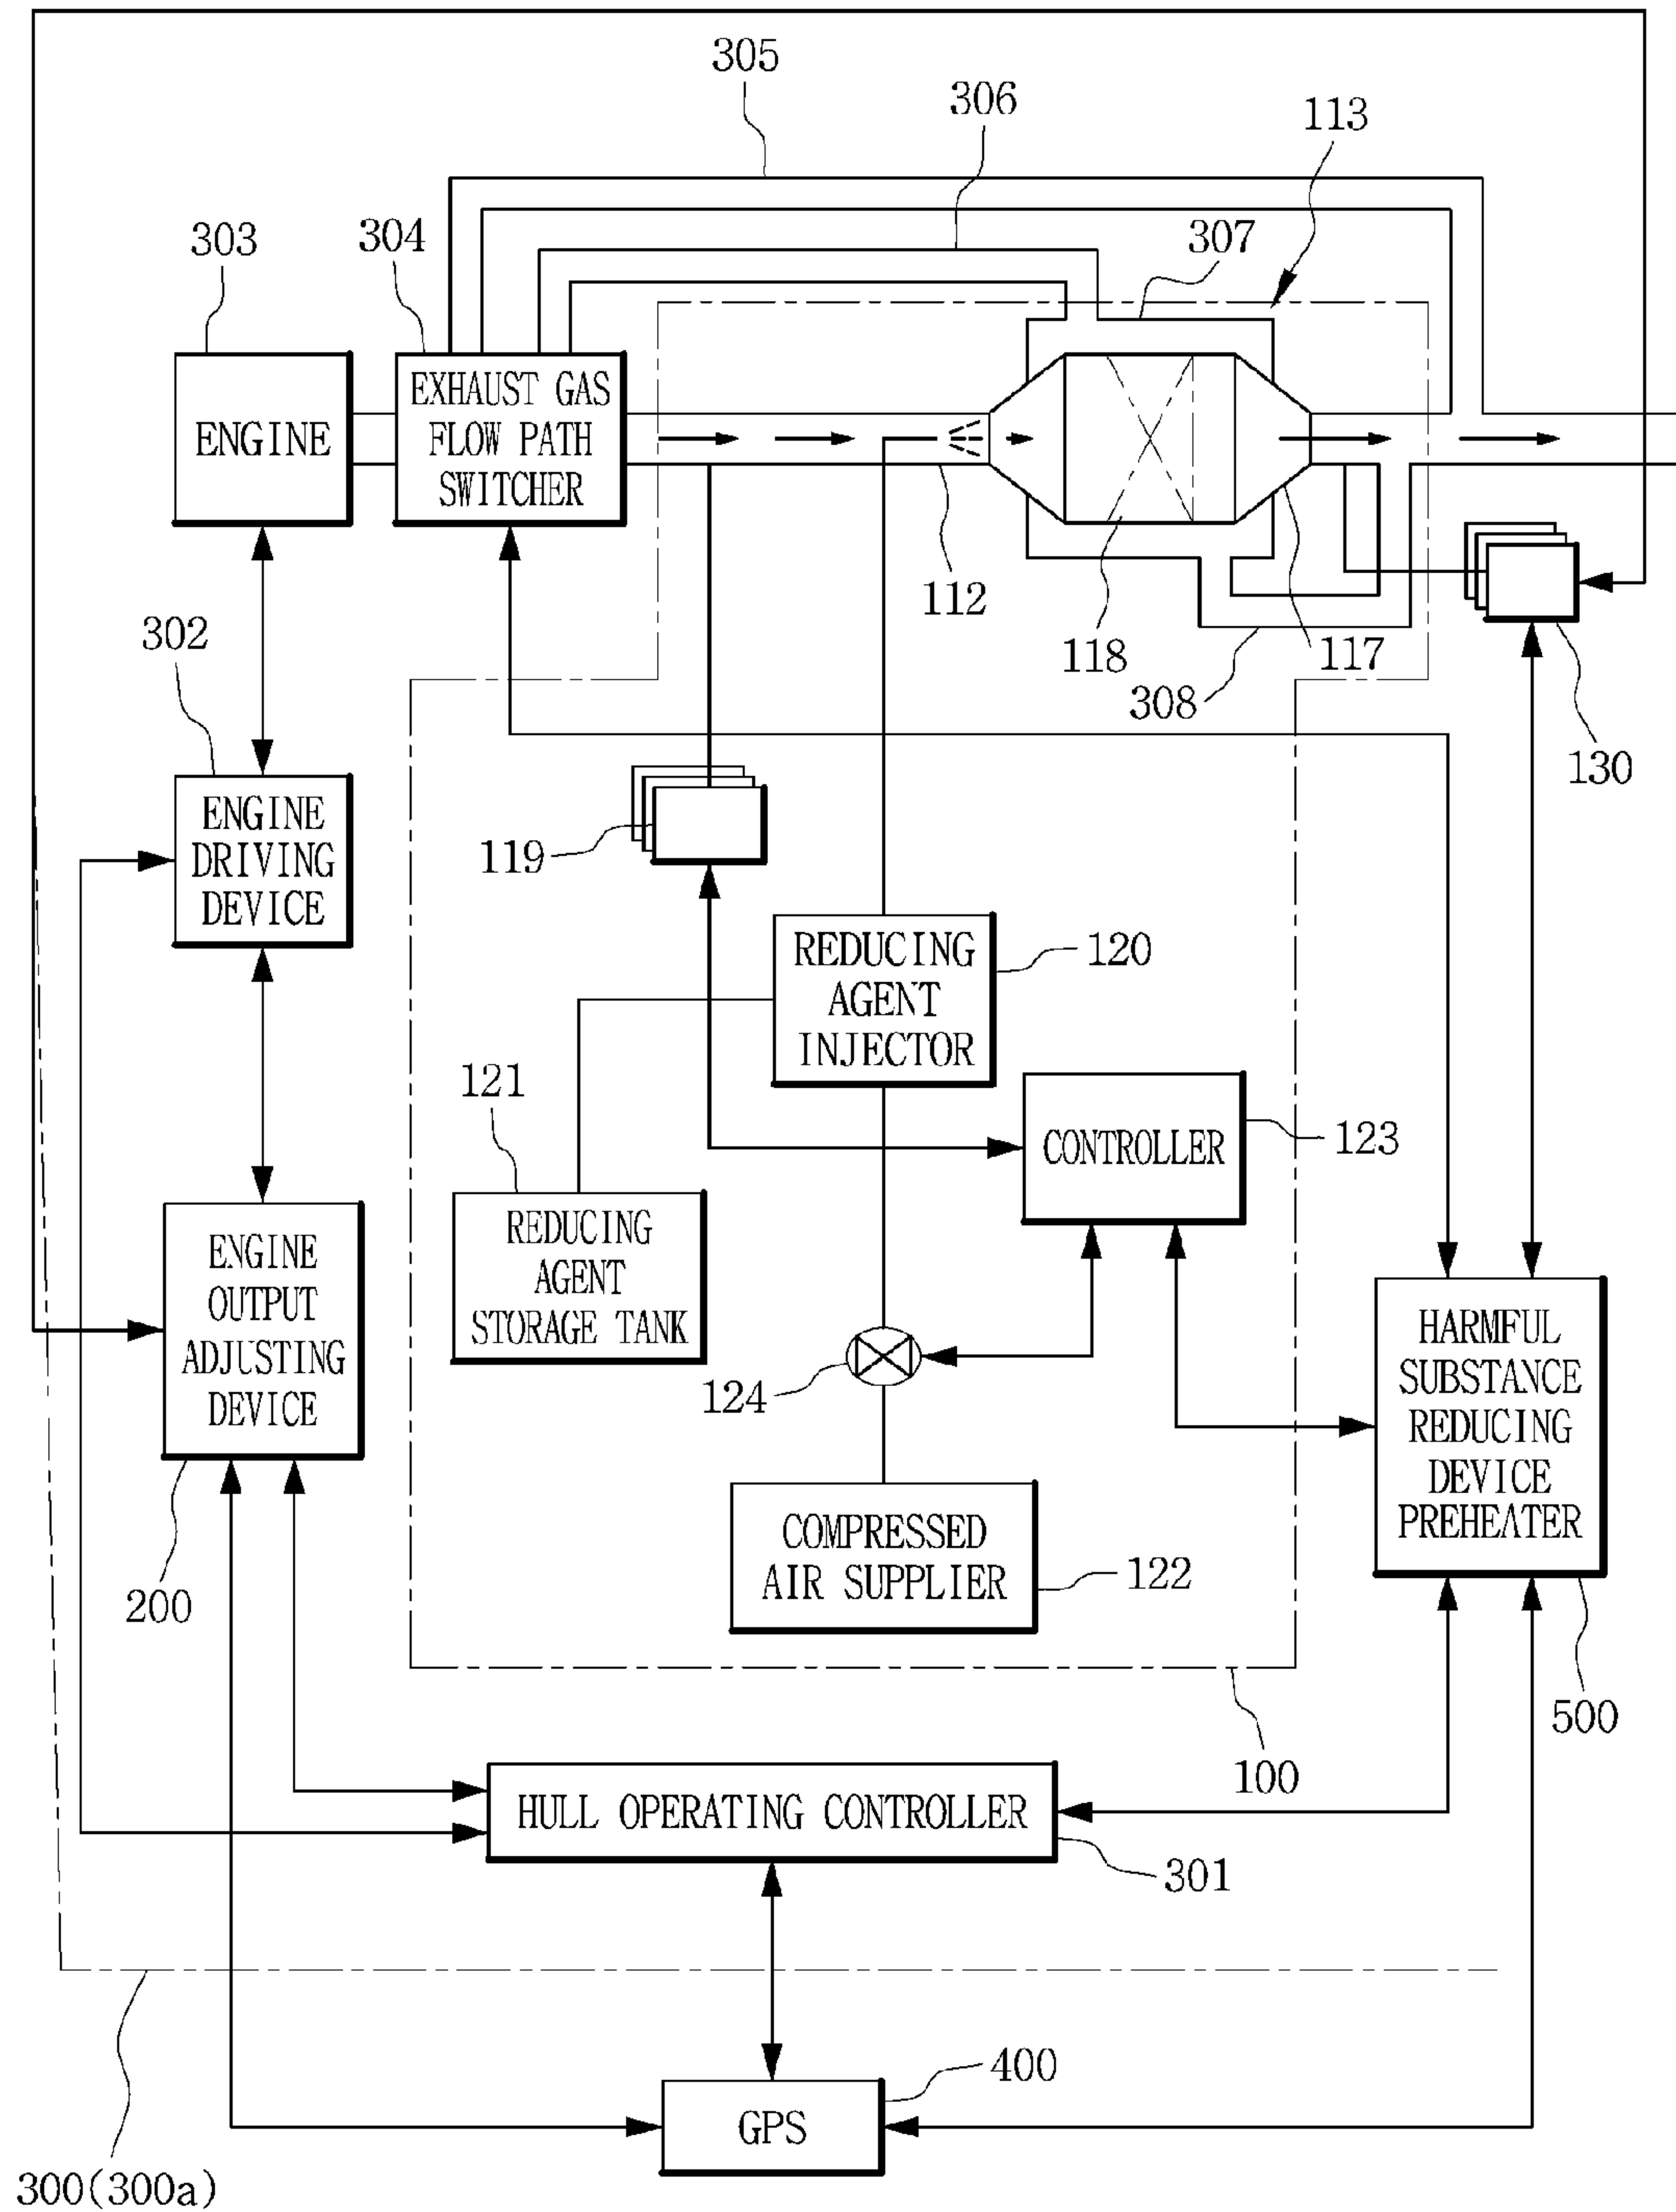 305
306
113
303
304
307
ENGINE
EXHAUST GAS
FLOW PATH
SWITCHER
112
118
117
308
130
302
ENGINE
DRIVING
DEVICE
119
REDUCING
AGENT
INJECTOR
120
121
REDUCING
AGENT
STORAGE TANK
CONTROLLER
123
ENGINE
OUTPUT
ADJUSTING
DEVICE
200
124
HARMFUL
SUBSTANCE
REDUCING
DEVICE
PREHEATER
500
COMPRESSED
AIR SUPPLIER
122
100
HULL OPERATING CONTROLLER
301
400
GPS
300(300a)